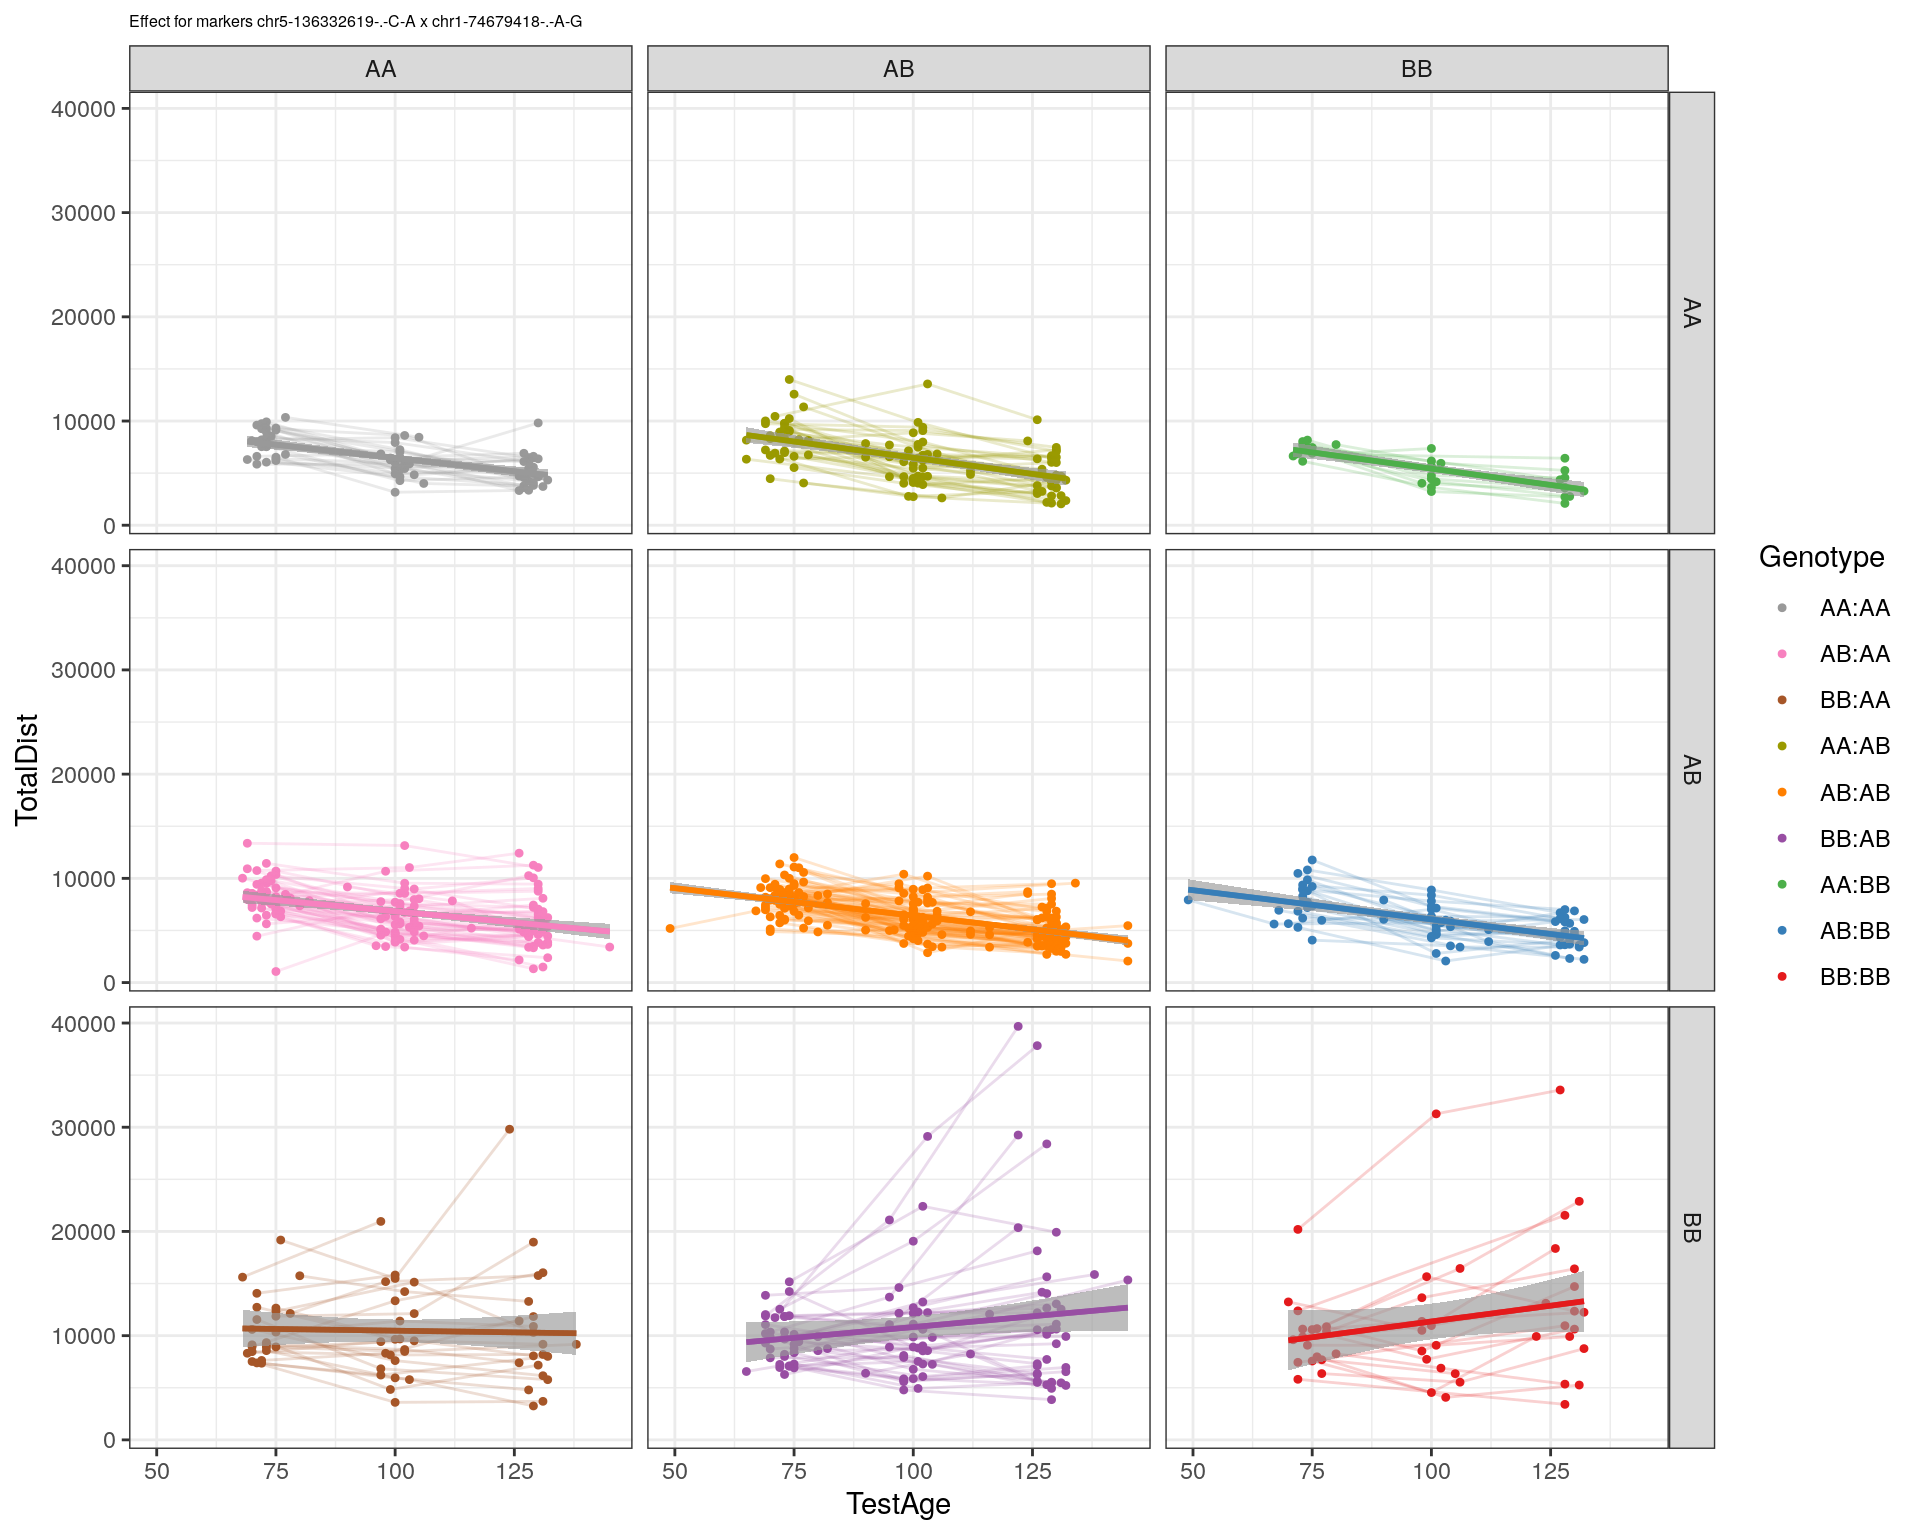 Effect for markers chr5-136332619-.-C-A x chr1-74679418-.-A-G
AA
AB
BB
40000
30000
20000
10000
0
AA
40000
30000
20000
10000
0
AB
40000
30000
20000
10000
0
BB
50
75
100
125
50
75
100
125
50
75
100
125
TestAge
TotalDist
Genotype
AA:AA
AB:AA
BB:AA
AA:AB
AB:AB
BB:AB
AA:BB
AB:BB
BB:BB